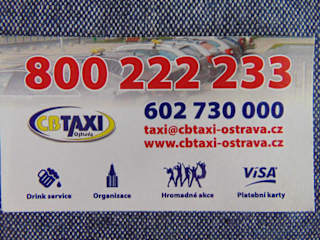 800 222 233
CBTAXI
Ostrava
602 730 000
taxi@cbtaxi-ostrava.cz
www.cbtaxi-ostrava.cz
VISA
Drink service
Organizace
Hromadné akce
Platební karty